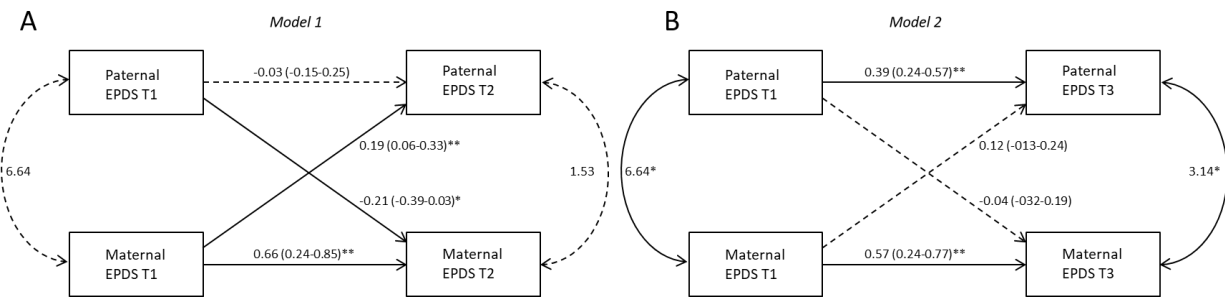 A
Model 1
Paternal
EPDS T1
-0.03 (-0.15-0.25)
Paternal
EPDS T2
0.19 (0.06-0.33)**
6.64
1.53
-0.21 (-0.39-0.03)*
Maternal
EPDS T1
0.66 (0.24-0.85)**
Maternal
EPDS T2
B
Model 2
Paternal
EPDS T1
0.39 (0.24-0.57)**
Paternal
EPDS T3
0.12 (-013-0.24)
6.64*
3.14*
-0.04 (-032-0.19)
Maternal
EPDS T1
0.57 (0.24-0.77)**
Maternal
EPDS T3